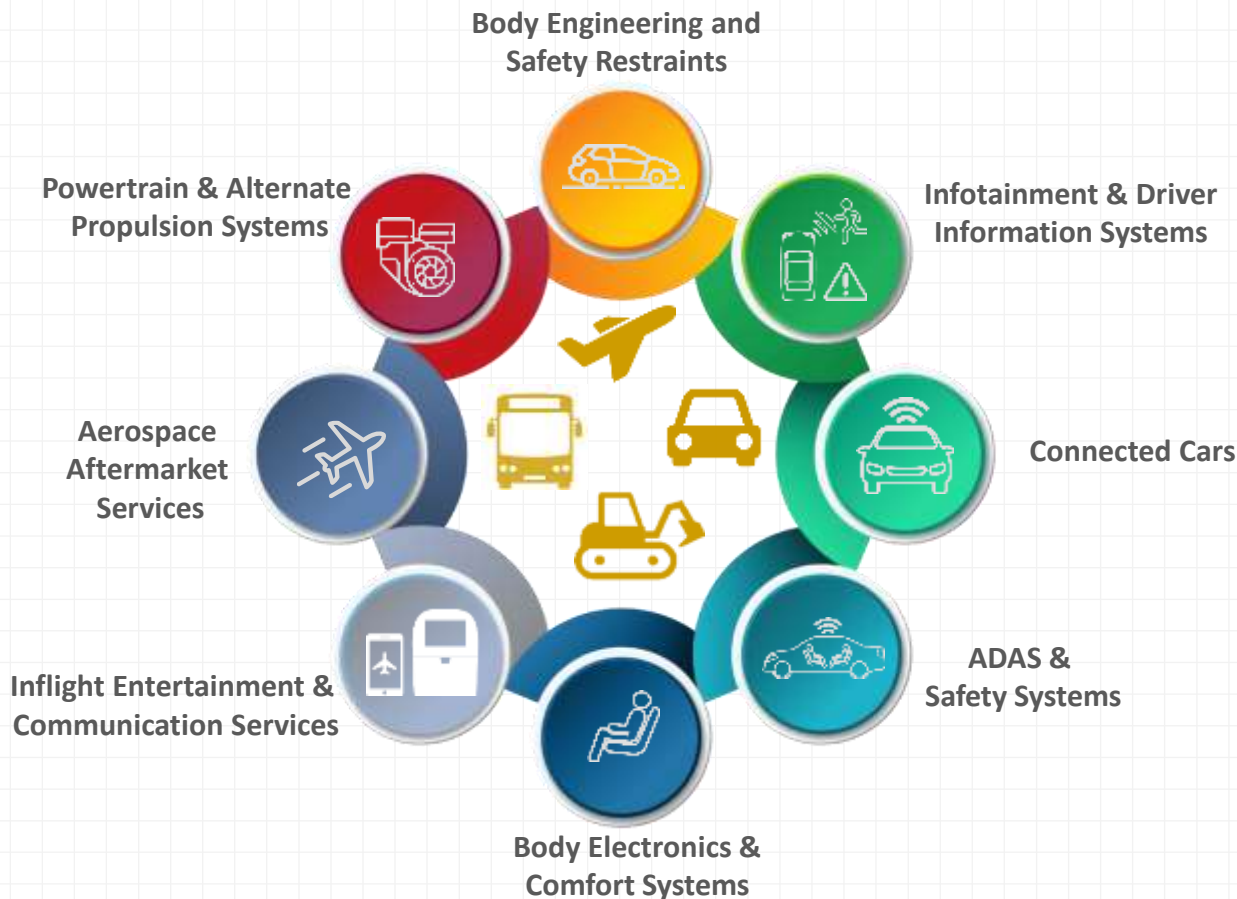 Body Engineering and
Safety Restraints
Powertrain & Alternate
Propulsion Systems
Infotainment & Driver
Information Systems
Aerospace
Aftermarket
Services
Connected Cars
Inflight Entertainment &
Communication Services
ADAS &
Safety Systems
Body Electronics &
Comfort Systems